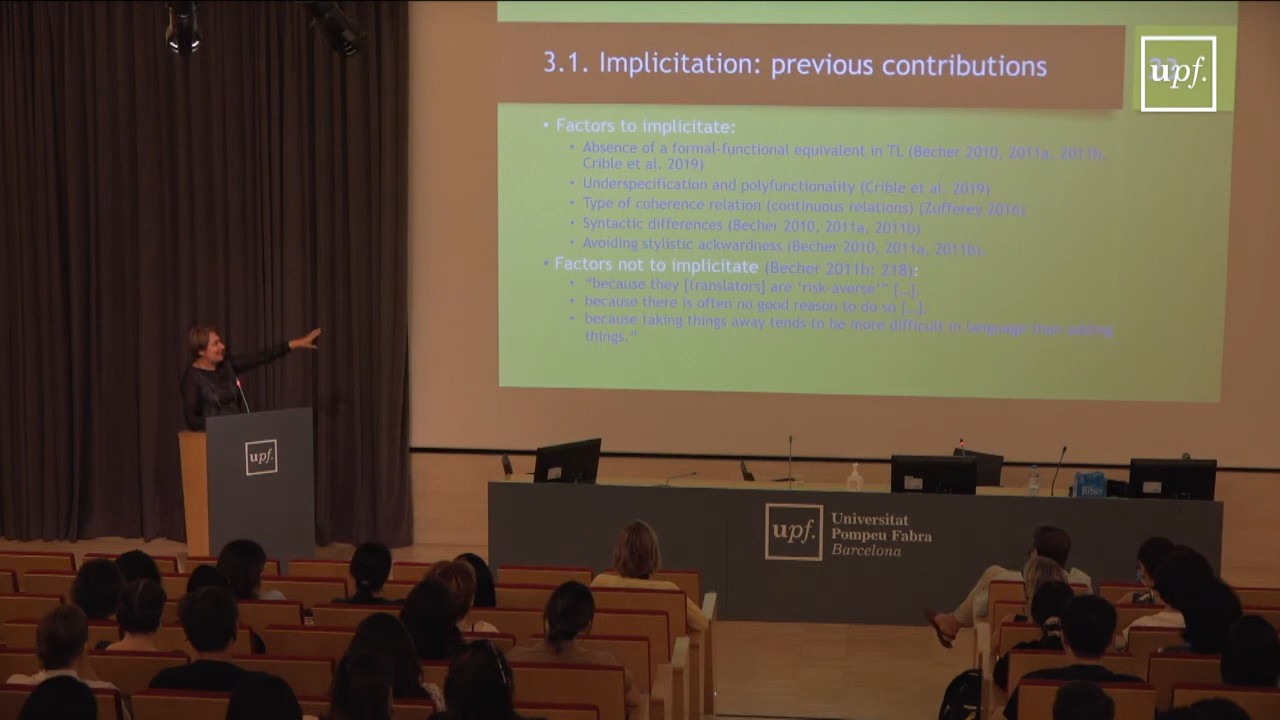 3.1. Implicitation: previous contributions
upf.
• Factors to implicitate:
• Absence of a formal-functional equivalent in TL (Becher 2010, 2011a, 2011b,
Crible et al. 2019)
• Underspecification and polyfunctionality (Crible et al. 2019)
• Type of coherence relation (continuous relations) (Zufferey 2016)
• Syntactic differences (Becher 2010, 2011a, 2011b)
• Avoiding stylistic ackwardness (Becher 2010, 2011a, 2011b).
• Factors not to implicitate (Becher 2011b: 218):
• “because they [translators] are ‘risk-averse’” [...]
• because there is often no good reason to do so [...]
• because taking things away tends to be more difficult in language than adding
things.”
upf.
upf.
Universitat
Pompeu Fabra
Barcelona